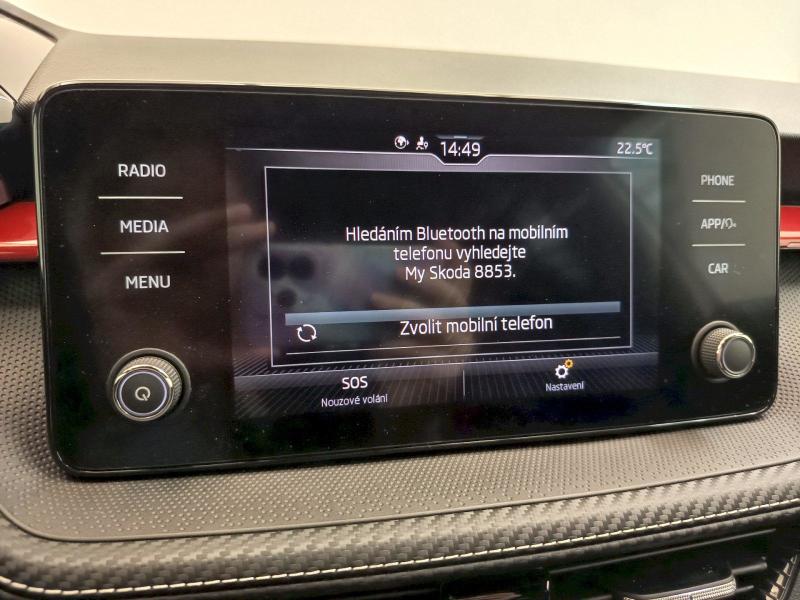 14:49
22.5°C
RADIO
MEDIA
MENU
Hledáním Bluetooth na mobilním
telefonu vyhledejte
My Skoda 8853.
Zvolit mobilní telefon
SOS
Nouzové volání
Nastavení
PHONE
APP/
CAR